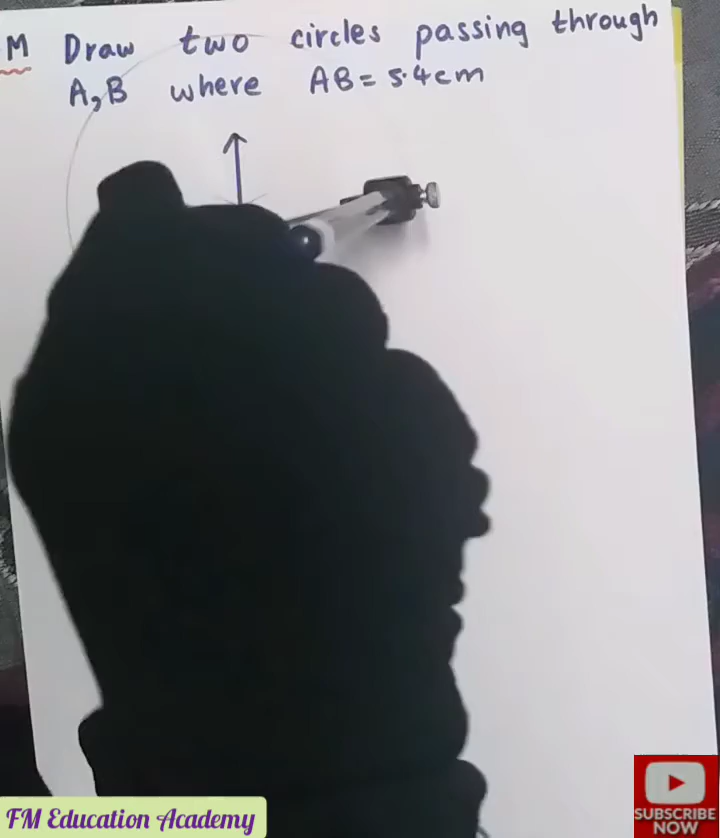 M Draw two circles passing through
A, B where AB = 5.4cm
FM Education Academy
SUBSCRIBE
NOW